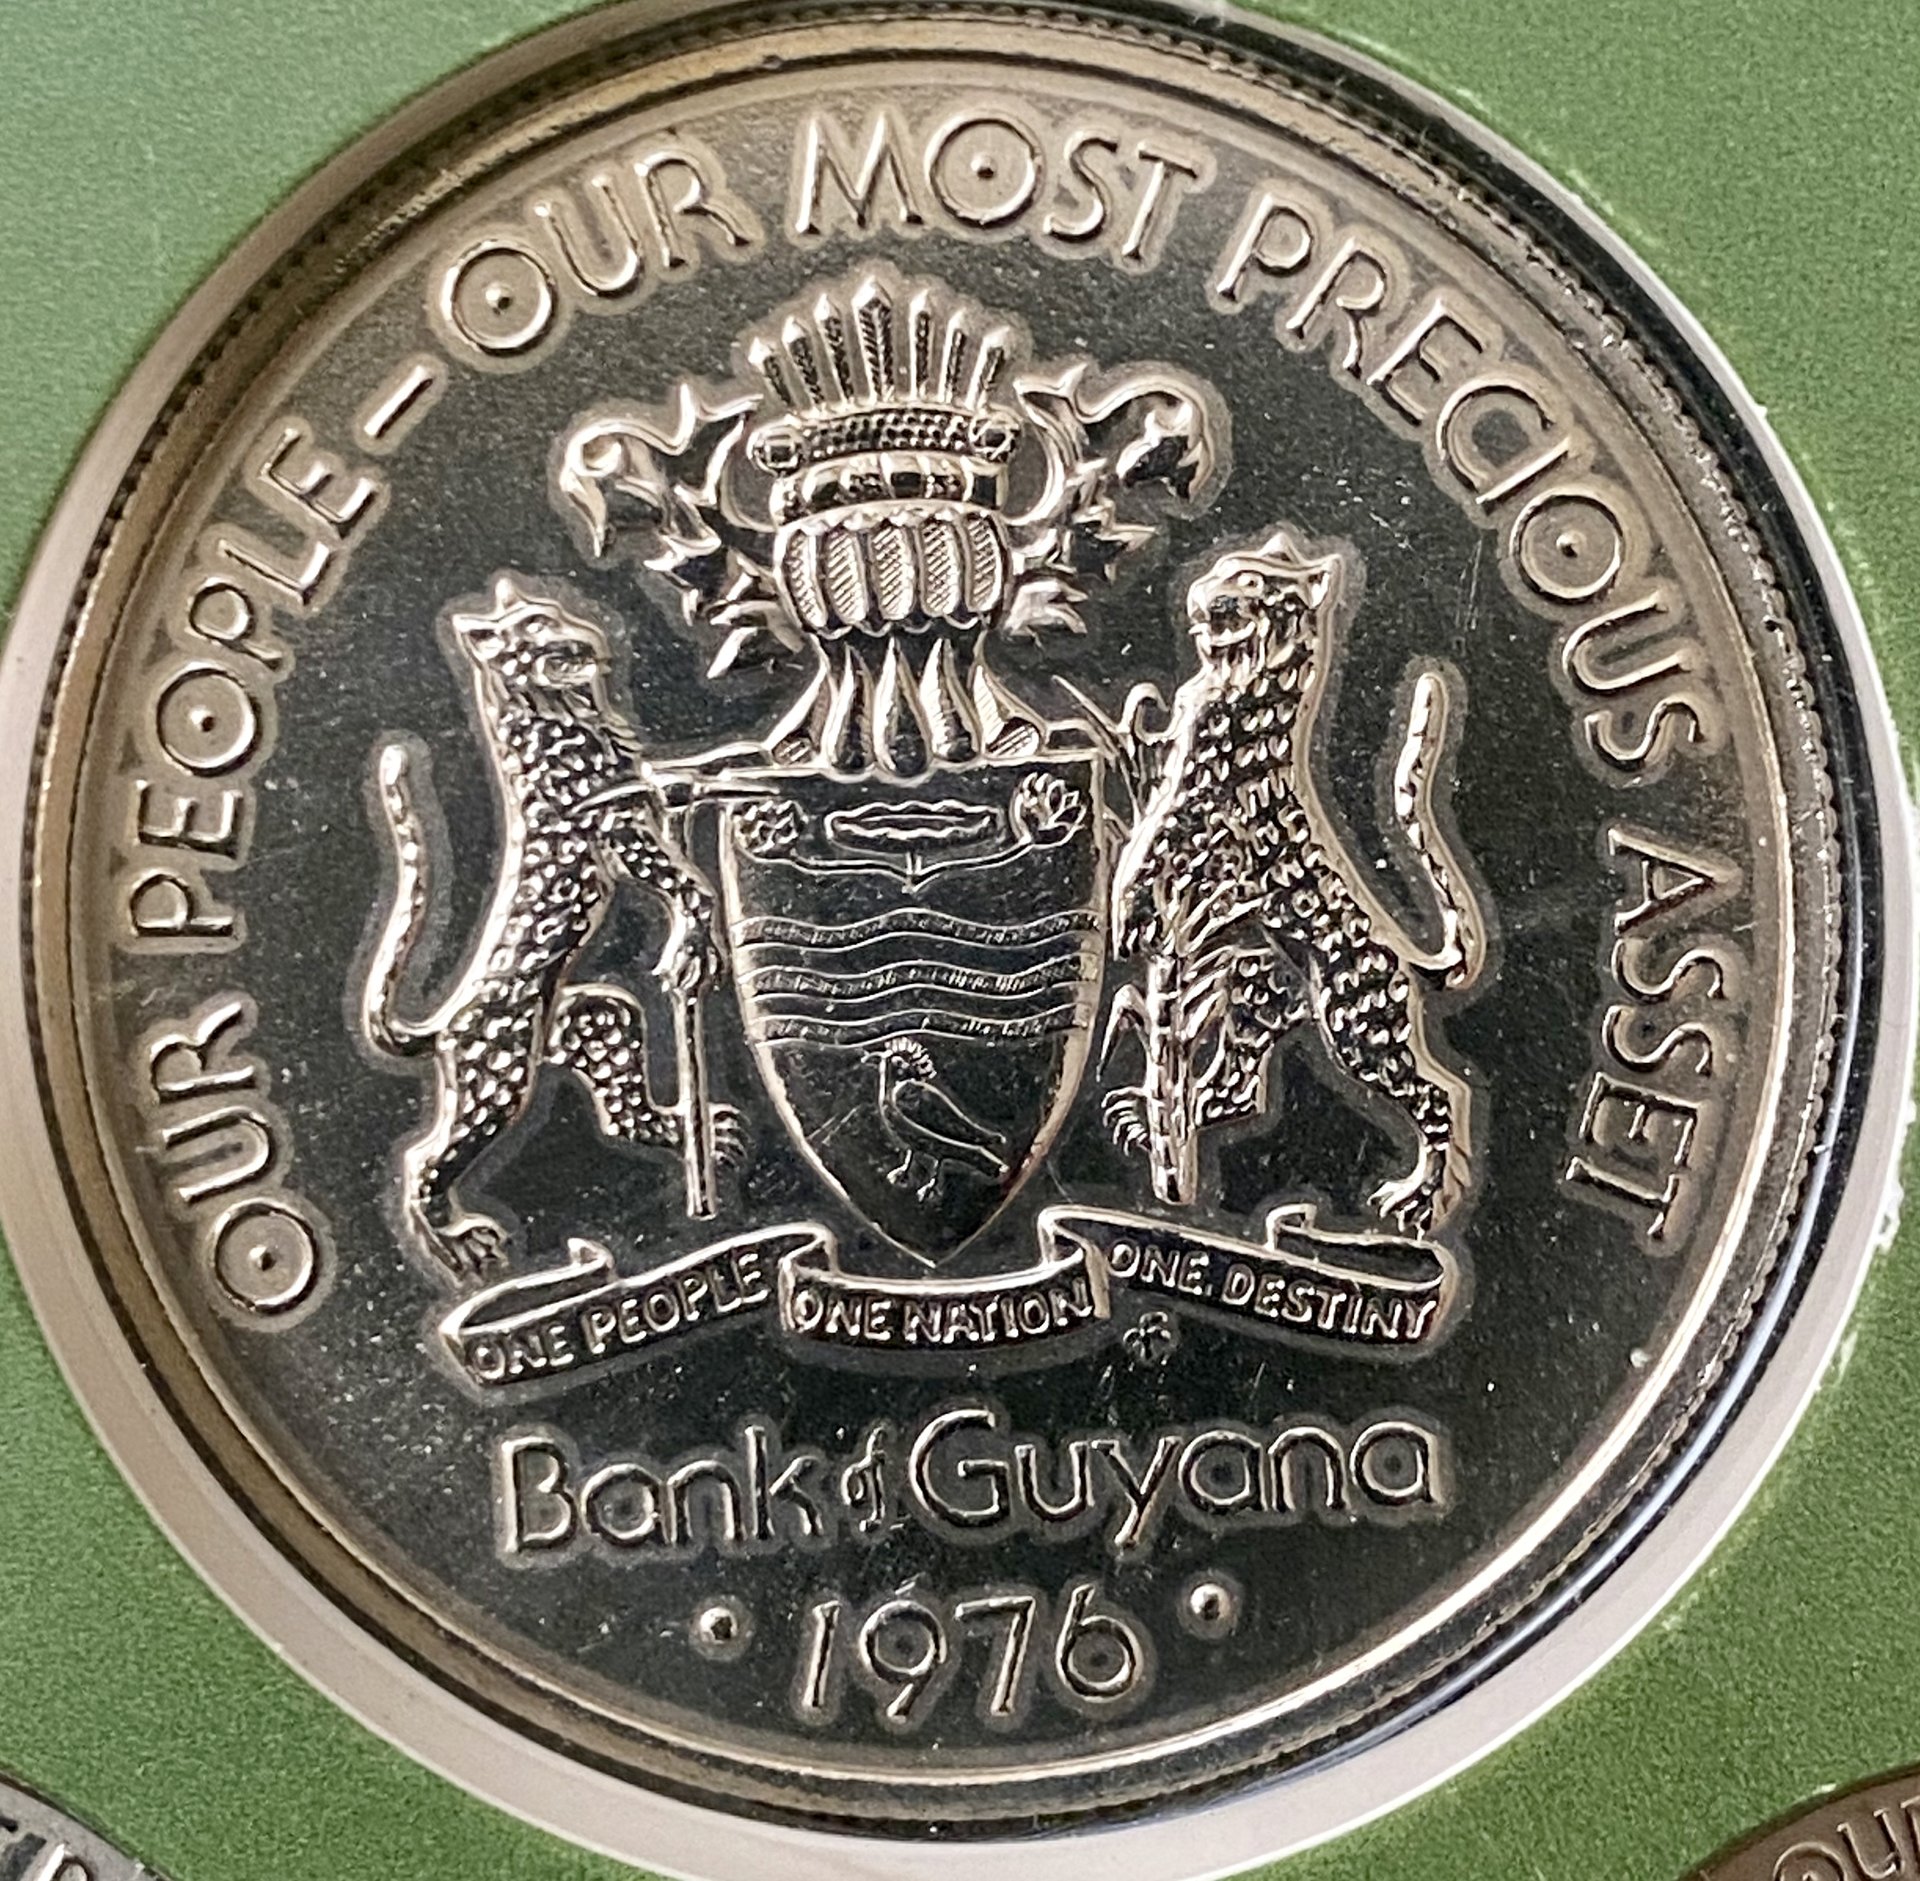 OUR PEOPLE - OUR MOST PRECIOUS ASSET
ONE PEOPLE ONE NATION ONE DESTINY
Bank of Guyana
• 1976 •